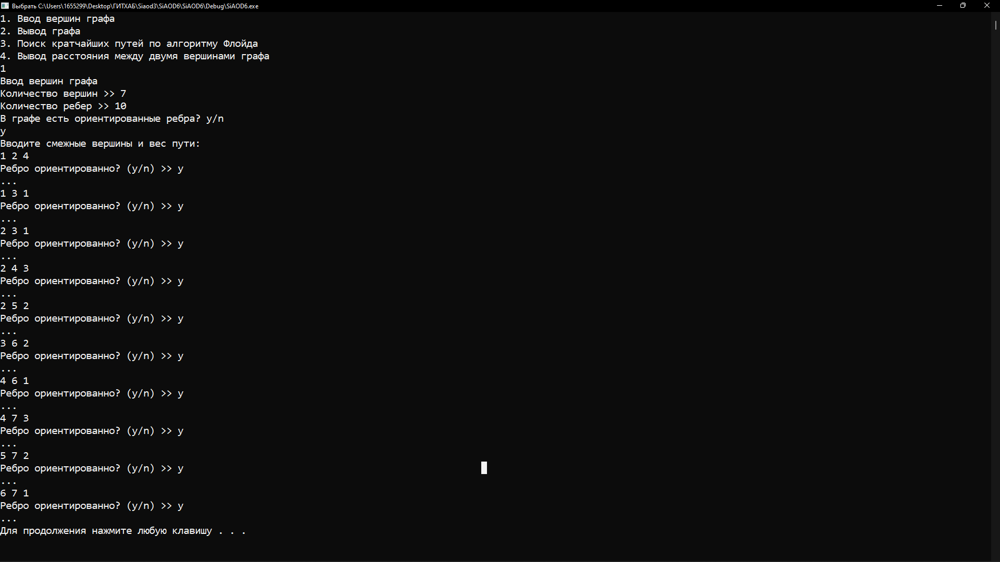 Выбрать C:\Users\1655299\Desktop\ГИТХАБ\Siaod3\SiAOD6\SiAOD6\Debug\SiAOD6.exe
1. Ввод вершин графа
2. Вывод графа
3. Поиск кратчайших путей по алгоритму Флойда
4. Вывод расстояния между двумя вершинами графа
1
Ввод вершин графа
Количество вершин >> 7
Количество ребер >> 10
В графе есть ориентированные ребра? y/n
y
Вводите смежные вершины и вес пути:
1 2 4
Ребро ориентированно? (y/n) >> y
...
1 3 1
Ребро ориентированно? (y/n) >> y
...
2 3 1
Ребро ориентированно? (y/n) >> y
...
2 4 3
Ребро ориентированно? (y/n) >> y
...
2 5 2
Ребро ориентированно? (y/n) >> y
...
3 6 2
Ребро ориентированно? (y/n) >> y
...
4 6 1
Ребро ориентированно? (y/n) >> y
...
4 7 3
Ребро ориентированно? (y/n) >> y
...
5 7 2
Ребро ориентированно? (y/n) >> y
...
6 7 1
Ребро ориентированно? (y/n) >> y
...
Для продолжения нажмите любую клавишу . . .